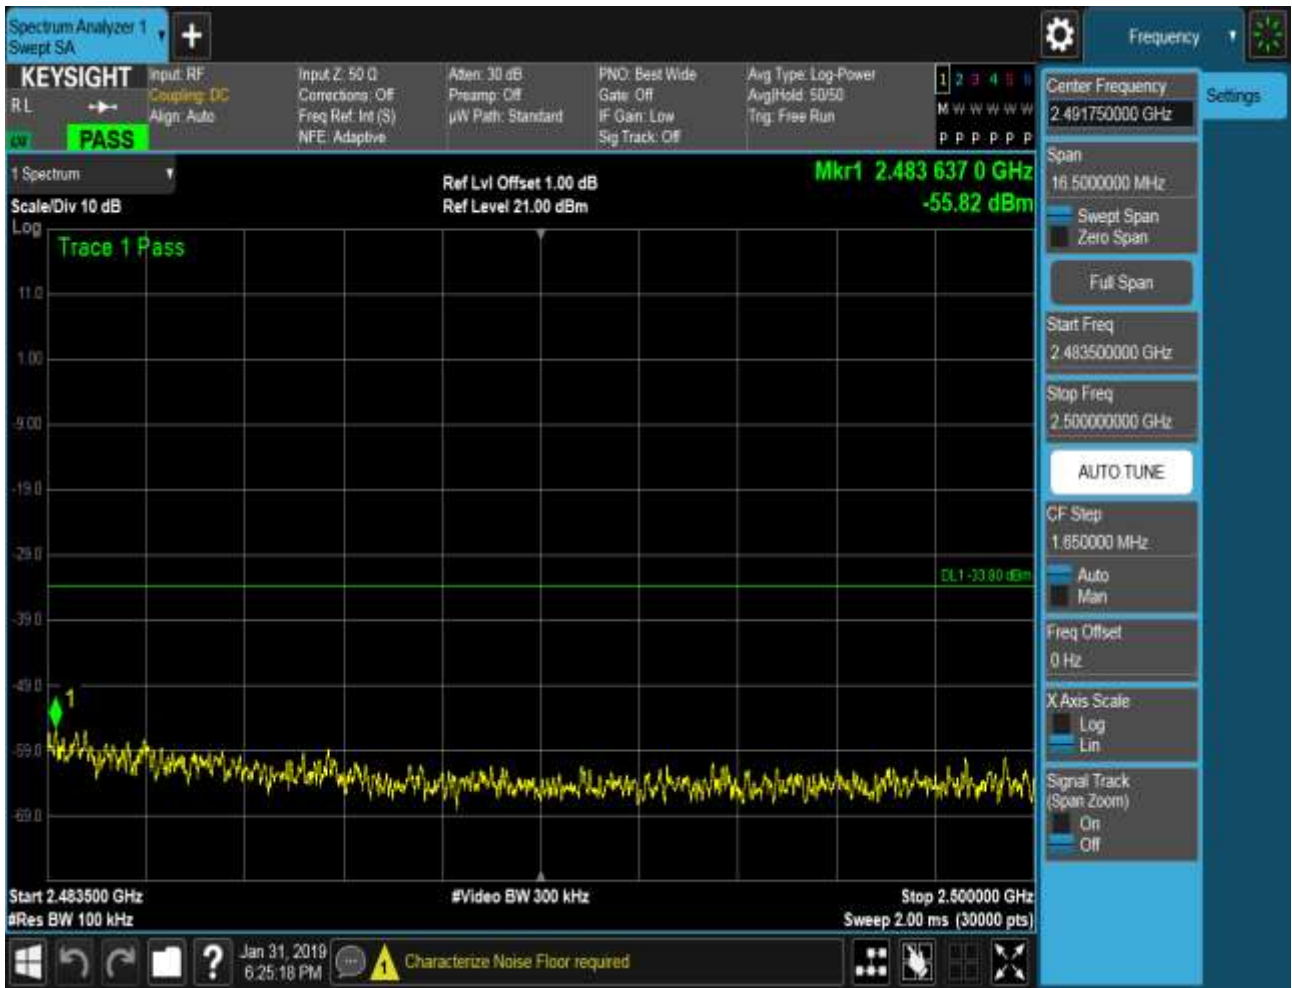 Spectrum Analyzer 1
Swept SA
+
Frequency
KEYSIGHT
RL
PASS
Input: RF
Coupling: DC
Align: Auto
Input Z: 50 Ω
Corrections: Off
Freq Ref: Int (S)
NFE: Adaptive
Atten: 30 dB
Preamp: Off
µW Path: Standard
PNO: Best Wide
Gate: Off
IF Gain: Low
Sig Track: Off
Avg Type: Log-Power
Avg|Hold: 50/50
Trig: Free Run
1 2 3 4 5 6
M W W W W W
P P P P P P
1 Spectrum
Scale/Div 10 dB
Log
Ref Lvl Offset 1.00 dB
Ref Level 21.00 dBm
Mkr1 2.483 637 0 GHz
-55.82 dBm
Trace 1 Pass
11.0
1.00
-9.00
-19.0
-29.0
DL1 -33.80 dBm
-39.0
-49.0
1
-59.0
-69.0
Start 2.483500 GHz
#Res BW 100 kHz
#Video BW 300 kHz
Stop 2.500000 GHz
Sweep 2.00 ms (30000 pts)
?
Jan 31, 2019
6:25:18 PM
1
Characterize Noise Floor required
Center Frequency
2.491750000 GHz
Settings
Span
16.5000000 MHz
Swept Span
Zero Span
Full Span
Start Freq
2.483500000 GHz
Stop Freq
2.500000000 GHz
AUTO TUNE
CF Step
1.650000 MHz
Auto
Man
Freq Offset
0 Hz
X Axis Scale
Log
Lin
Signal Track
(Span Zoom)
On
Off